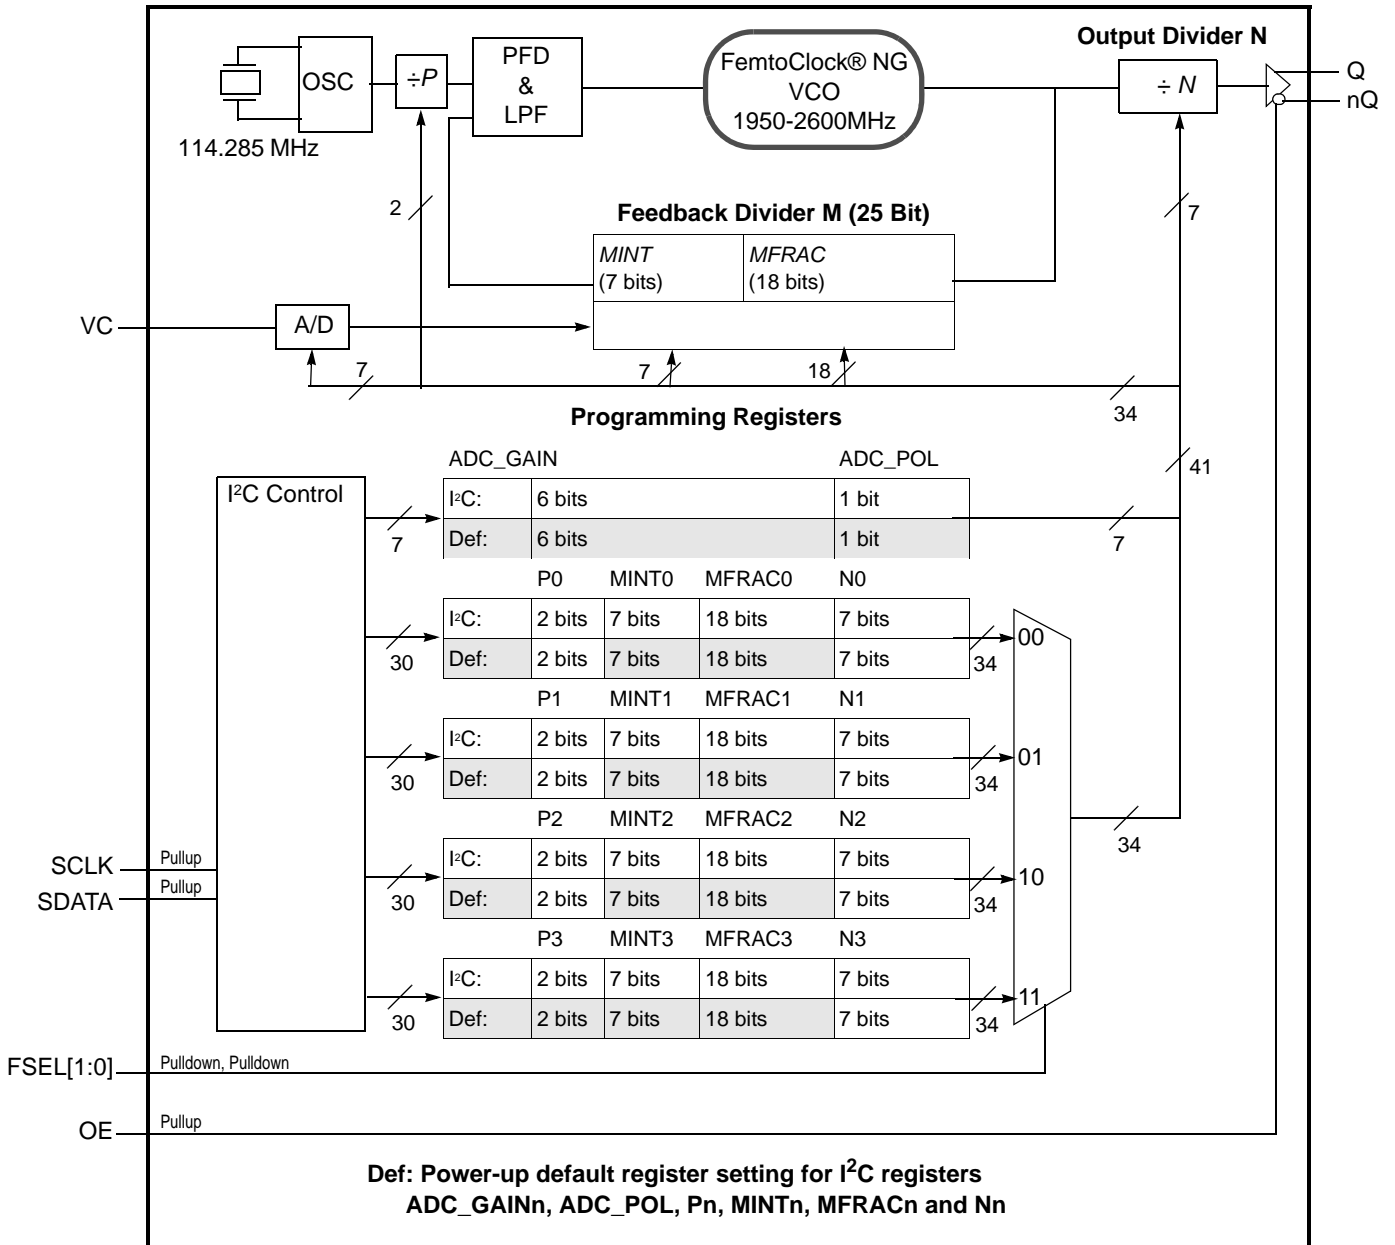 Output Divider N
OSC
÷P
PFD
&
LPF
FemtoClock® NG
VCO
1950-2600MHz
÷ N
Q
nQ
114.285 MHz
2
7
Feedback Divider M (25 Bit)
MINT
(7 bits)
MFRAC
(18 bits)
VC
A/D
7
7
18
34
Programming Registers
41
ADC_GAIN ADC_POL
I²C Control
I²C: 6 bits 1 bit
Def: 6 bits 1 bit
7
7
P0 MINT0 MFRAC0 N0
I²C: 2 bits 7 bits 18 bits 7 bits
Def: 2 bits 7 bits 18 bits 7 bits
30
34
00
P1 MINT1 MFRAC1 N1
I²C: 2 bits 7 bits 18 bits 7 bits
Def: 2 bits 7 bits 18 bits 7 bits
30
34
01
P2 MINT2 MFRAC2 N2
I²C: 2 bits 7 bits 18 bits 7 bits
Def: 2 bits 7 bits 18 bits 7 bits
30
34
10
34
SCLK Pullup
SDATA Pullup
P3 MINT3 MFRAC3 N3
I²C: 2 bits 7 bits 18 bits 7 bits
Def: 2 bits 7 bits 18 bits 7 bits
30
34
11
FSEL[1:0] Pulldown, Pulldown
OE Pullup
Def: Power-up default register setting for I²C registers
ADC_GAINn, ADC_POL, Pn, MINTn, MFRACn and Nn